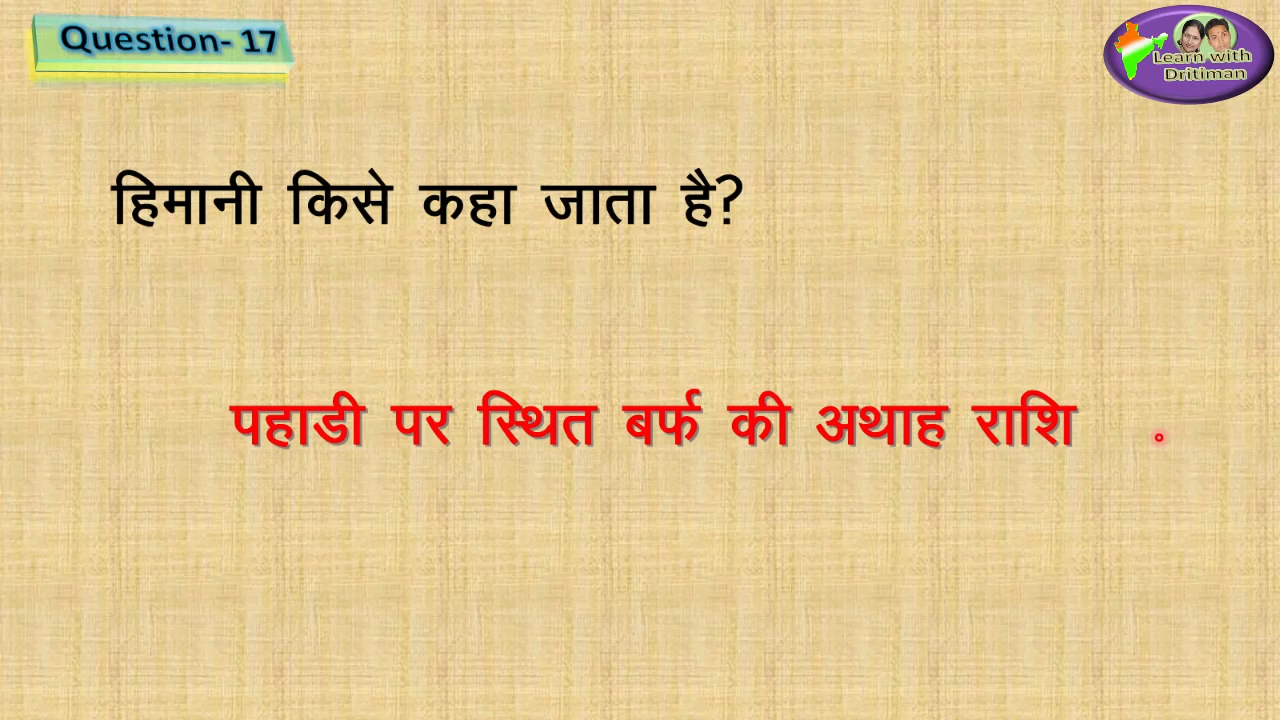 Question- 17
Learn with
Dritiman
हिमानी किसे कहा जाता है?
पहाडी पर स्थित बर्फ की अथाह राशि